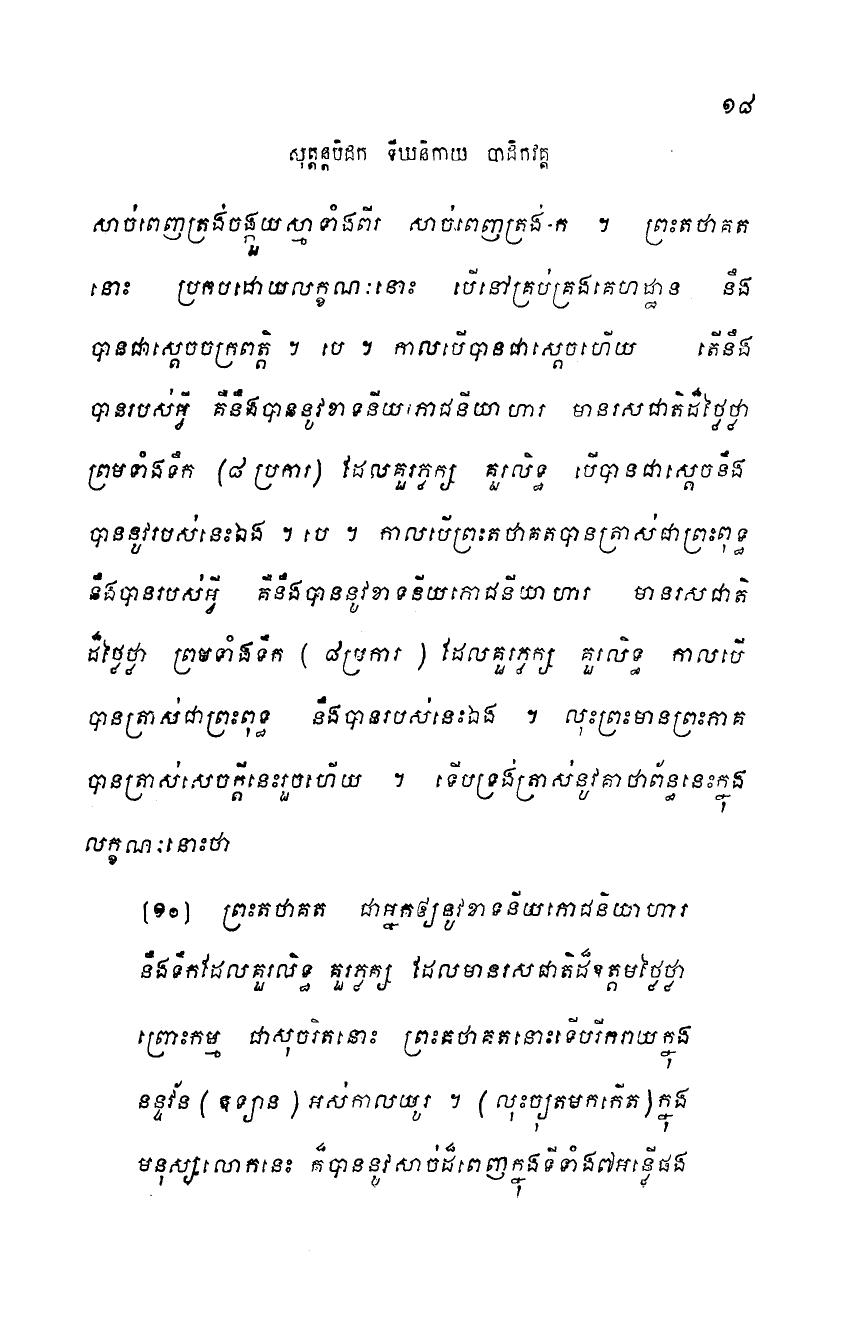 ១៨
សុត្តន្តបិដក ទីឃនិកាយ បាដិកវគ្គ
សាច់ពេញត្រង់ចង្កួយស្មាទាំងពីរ សាច់ពេញត្រង់-ក ។ ព្រះតថាគត
នោះ ប្រកបដោយលក្ខណៈនោះ បើនៅគ្រប់គ្រងគេហដ្ឋាន នឹង
បានជាស្តេចចក្រពត្តិ ។ បេ ។ កាលបើបានជាស្តេចហើយ តើនឹង
បានរបស់អ្វី គឺនឹងបាននូវខាទនីយភោជនីយាហារ មានរសជាតិដ៏ថ្លៃថ្លា
ព្រមទាំងទឹក (៨ ប្រការ) ដែលគួរភ្លក្ស គួរលិទ្ធ បើបានជាស្តេចនឹង
បាននូវរបស់នេះឯង ។ បេ ។ កាលបើព្រះតថាគតបានត្រាស់ជាព្រះពុទ្ធ
នឹងបានរបស់អ្វី គឺនឹងបាននូវខាទនីយភោជនីយាហារ មានរសជាតិ
ដ៏ថ្លៃថ្លា ព្រមទាំងទឹក ( ៨ប្រការ ) ដែលគួរភ្លក្ស គួរលិទ្ធ កាលបើ
បានត្រាស់ជាព្រះពុទ្ធ នឹងបានរបស់នេះឯង ។ លុះព្រះមានព្រះភាគ
បានត្រាស់សេចក្តីនេះរួចហើយ ។ ទើបទ្រង់ត្រាស់នូវគាថាព័ន្ធនេះក្នុង
លក្ខណៈនោះថា
(១០) ព្រះតថាគត ជាអ្នកឲ្យនូវខាទនីយភោជនិយាហារ
នឹងទឹកដែលគួរលិទ្ធ គួរភ្លក្ស ដែលមានរសជាតិដ៏ឧត្តមថ្លៃថ្លា
ព្រោះកម្ម ជាសុចរិតនោះ ព្រះតថាគតនោះទើបរីករាយក្នុង
នន្ទវ័ន ( ឧទ្យាន ) អស់កាលយូរ ។ ( លុះច្យុតមកកើត)ក្នុង
មនុស្សលោកនេះ ក៏បាននូវសាច់ដ៏ពេញក្នុងទីទាំង៧អន្លើផង